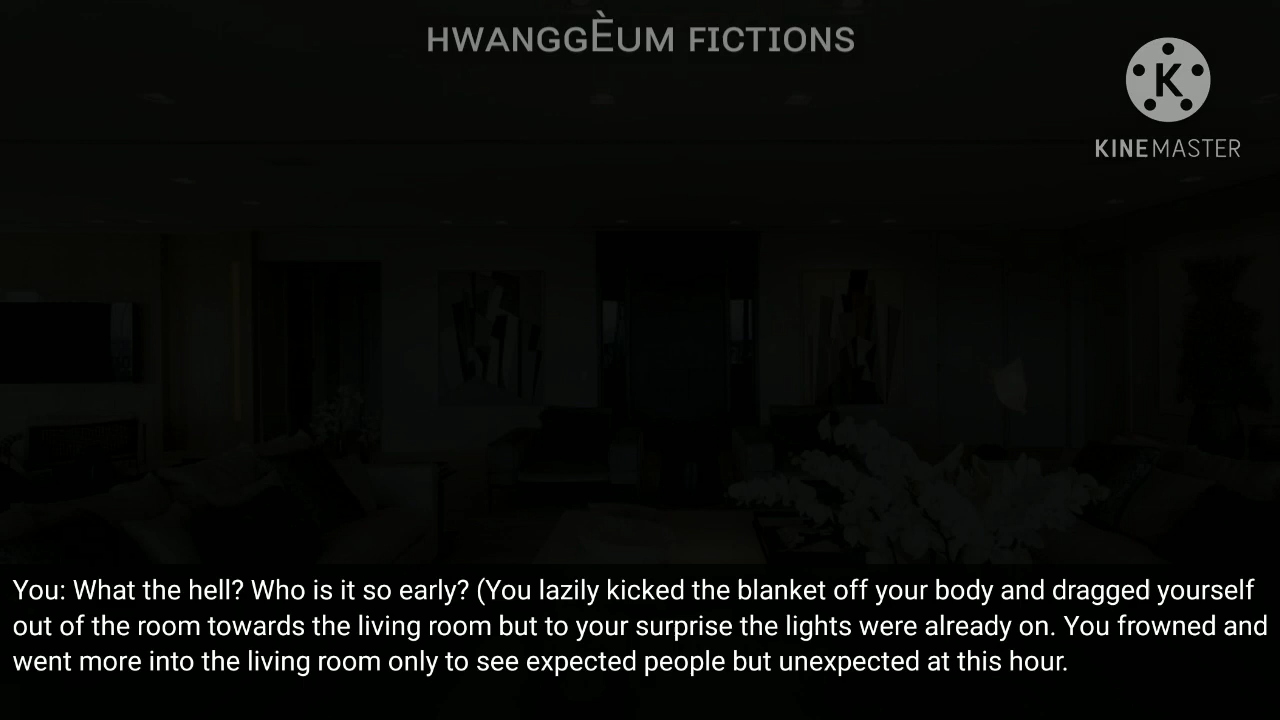 HWANGGÈUM FICTIONS
K
KINEMASTER
You: What the hell? Who is it so early? (You lazily kicked the blanket off your body and dragged yourself
out of the room towards the living room but to your surprise the lights were already on. You frowned and
went more into the living room only to see expected people but unexpected at this hour.